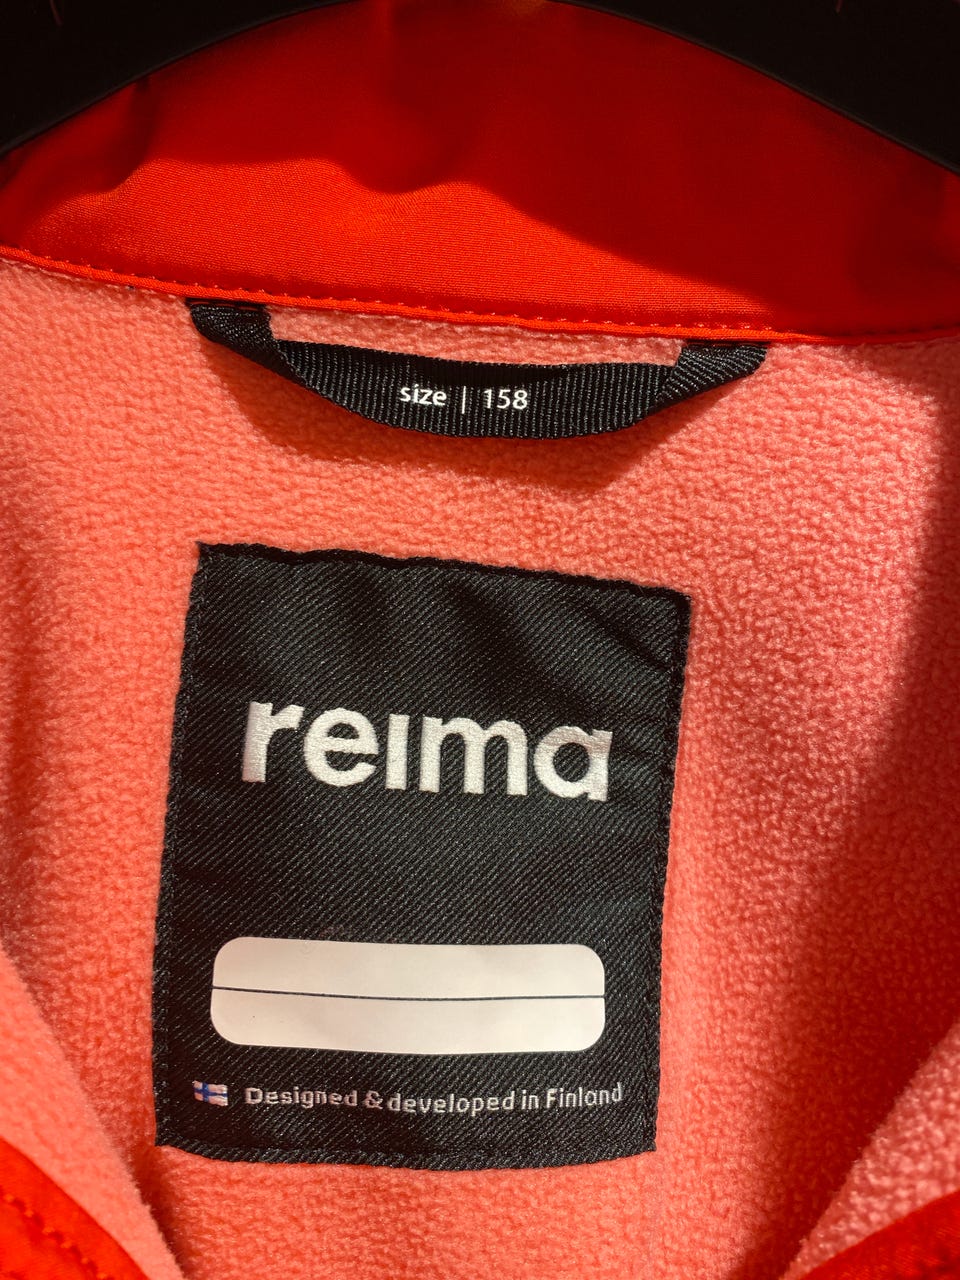 size | 158
reima
Designed & developed in Finland